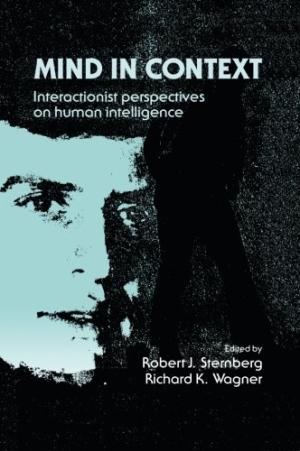 MIND IN CONTEXT
Interactionist perspectives
on human intelligence
Edited by
Robert J. Sternberg
Richard K. Wagner